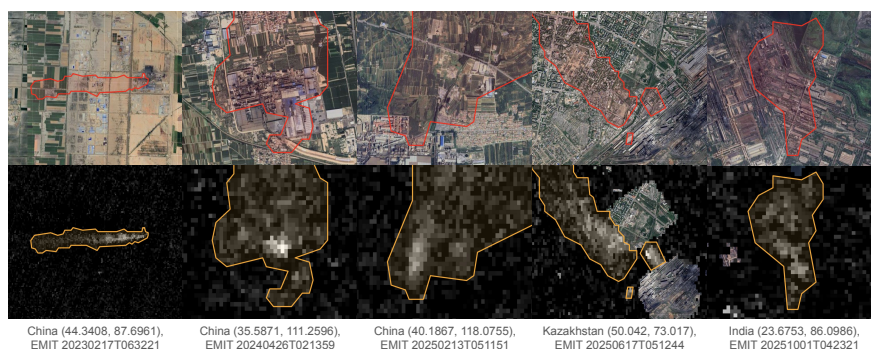 China (44.3408, 87.6961),
EMIT 20230217T063221
China (35.5871, 111.2596),
EMIT 20240426T021359
China (40.1867, 118.0755),
EMIT 20250213T051151
Kazakhstan (50.042, 73.017),
EMIT 20250617T051244
India (23.6753, 86.0986),
EMIT 20251001T042321